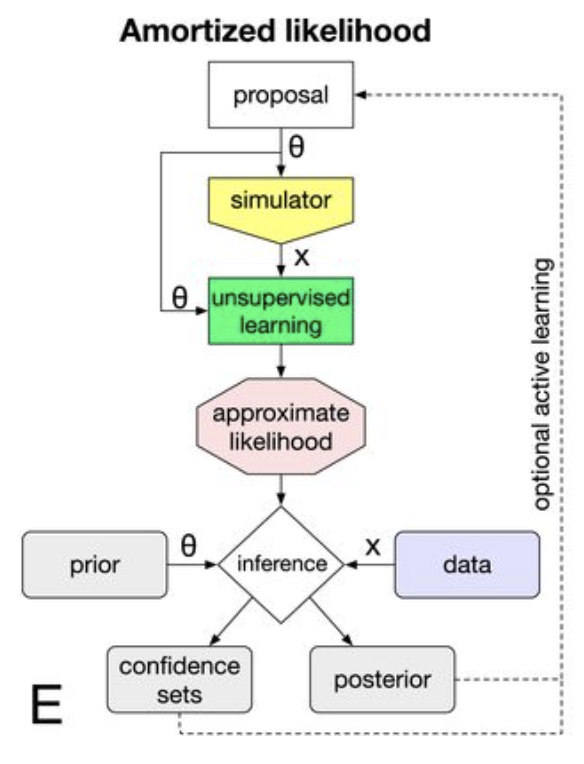 Amortized likelihood
proposal
θ
simulator
x
θ
unsupervised
learning
approximate
likelihood
optional active learning
prior
θ
inference
x
data
confidence
sets
posterior
E